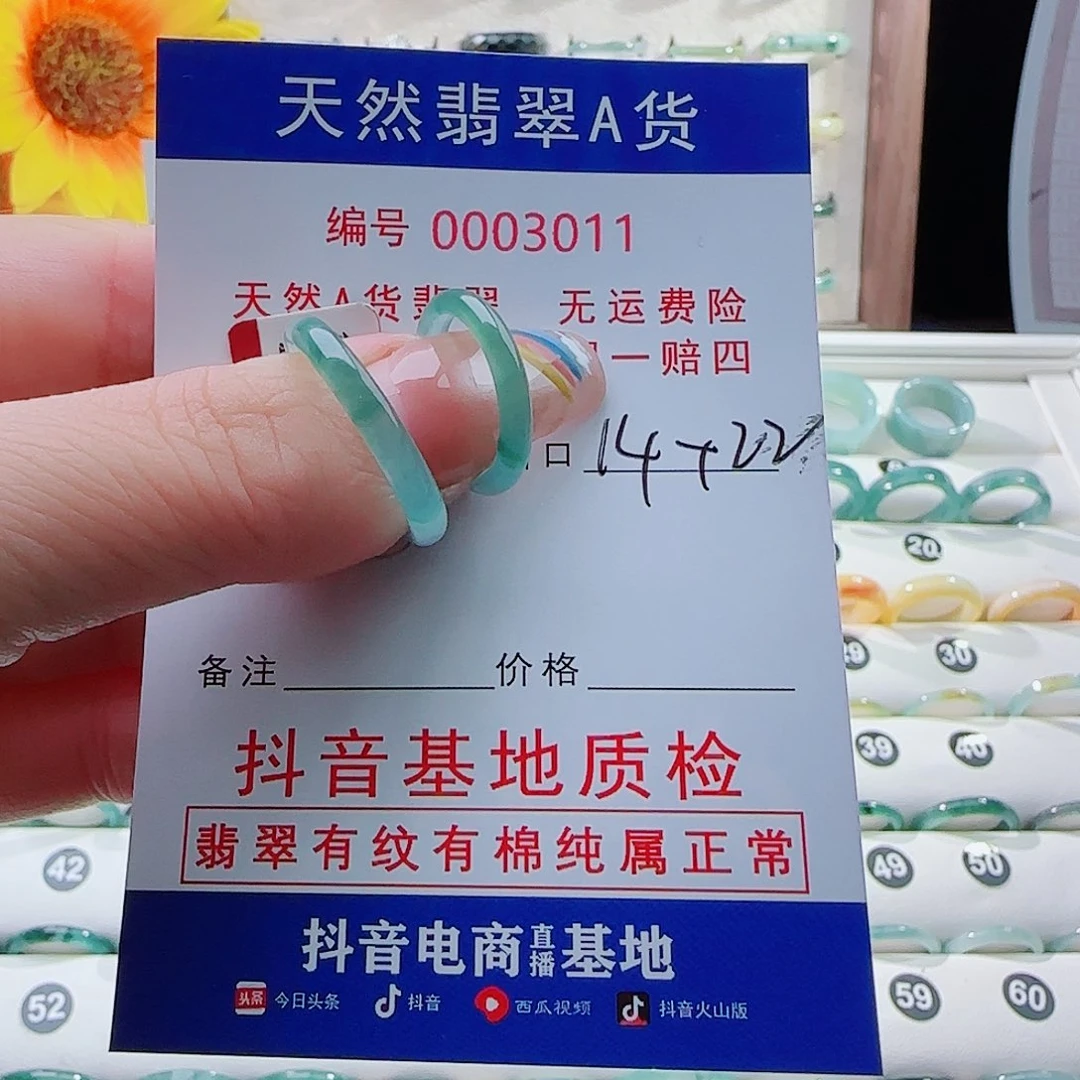 天然翡翠A货
编号 0003011
天然A货翡翠 无运费险
一赔四
口 14+22
备注 价格
抖音基地质检
翡翠有纹有棉纯属正常
抖音电商直播基地
头条 今日头条 抖音 西瓜视频 抖音火山版
20
30
39 40
42 49 50
52 59 60